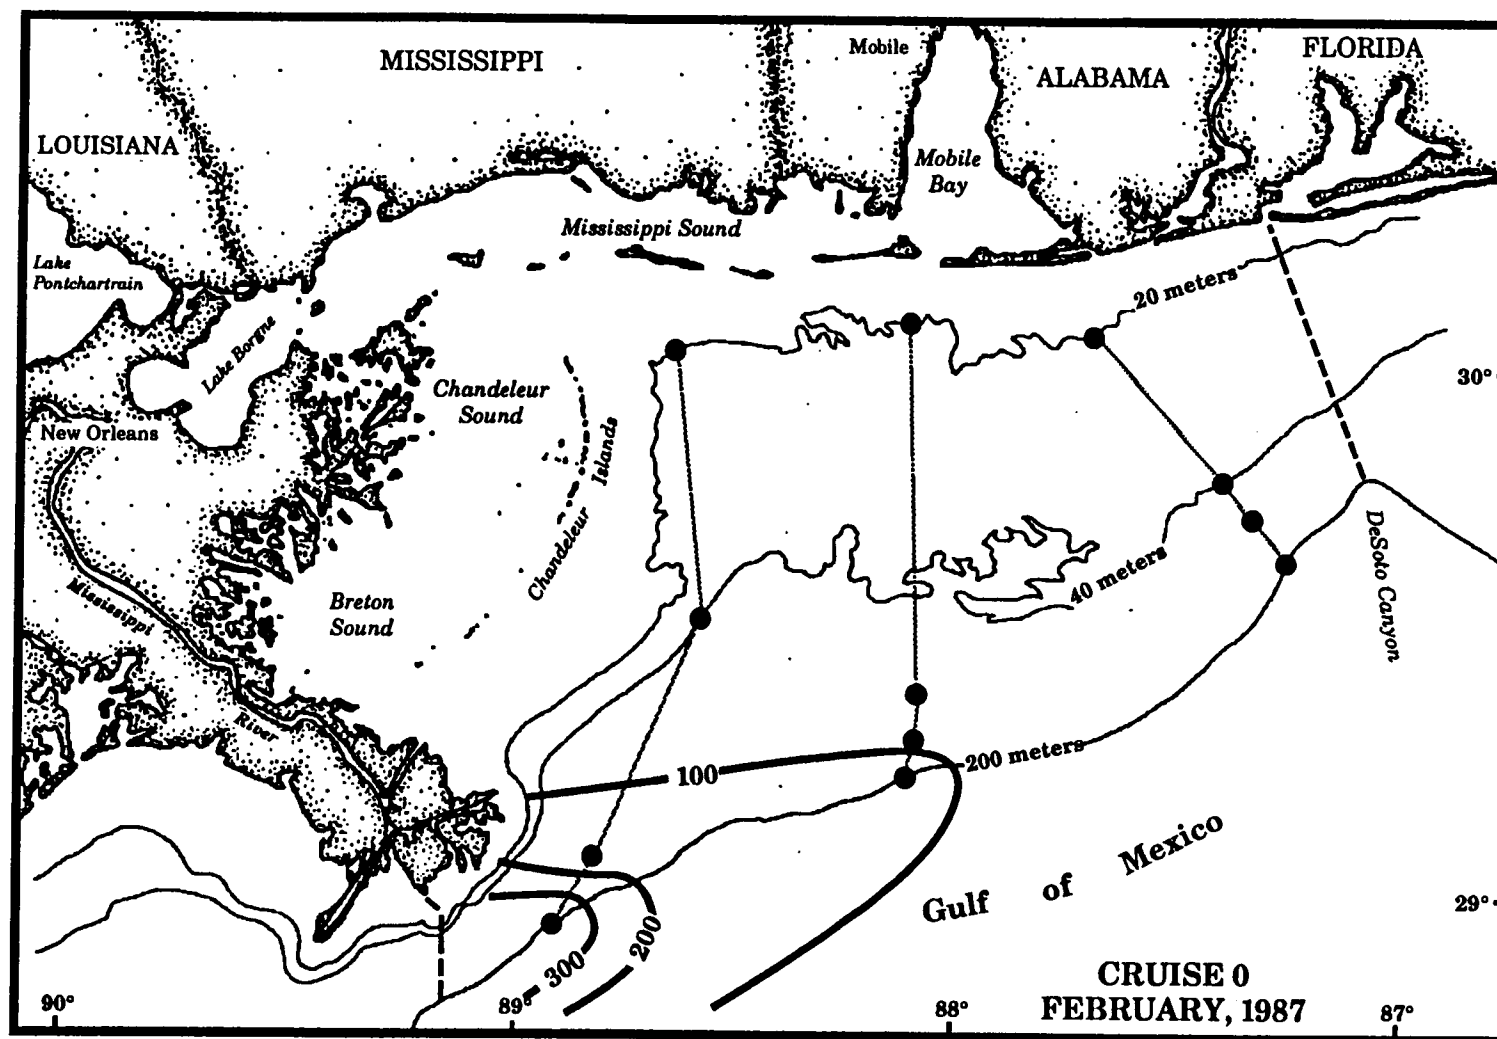 MISSISSIPPI
Mobile
FLORIDA
ALABAMA
LOUISIANA
Mobile
Bay
Mississippi Sound
Lake
Pontchartrain
20 meters
Lake Borgne
30°
Chandeleur
Sound
New Orleans
Chandeleur Islands
DeSoto Canyon
40 meters
Mississippi
River
Breton
Sound
200 meters
100
Gulf of Mexico
29°
200
300
CRUISE 0
FEBRUARY, 1987
90°
89°
88°
87°